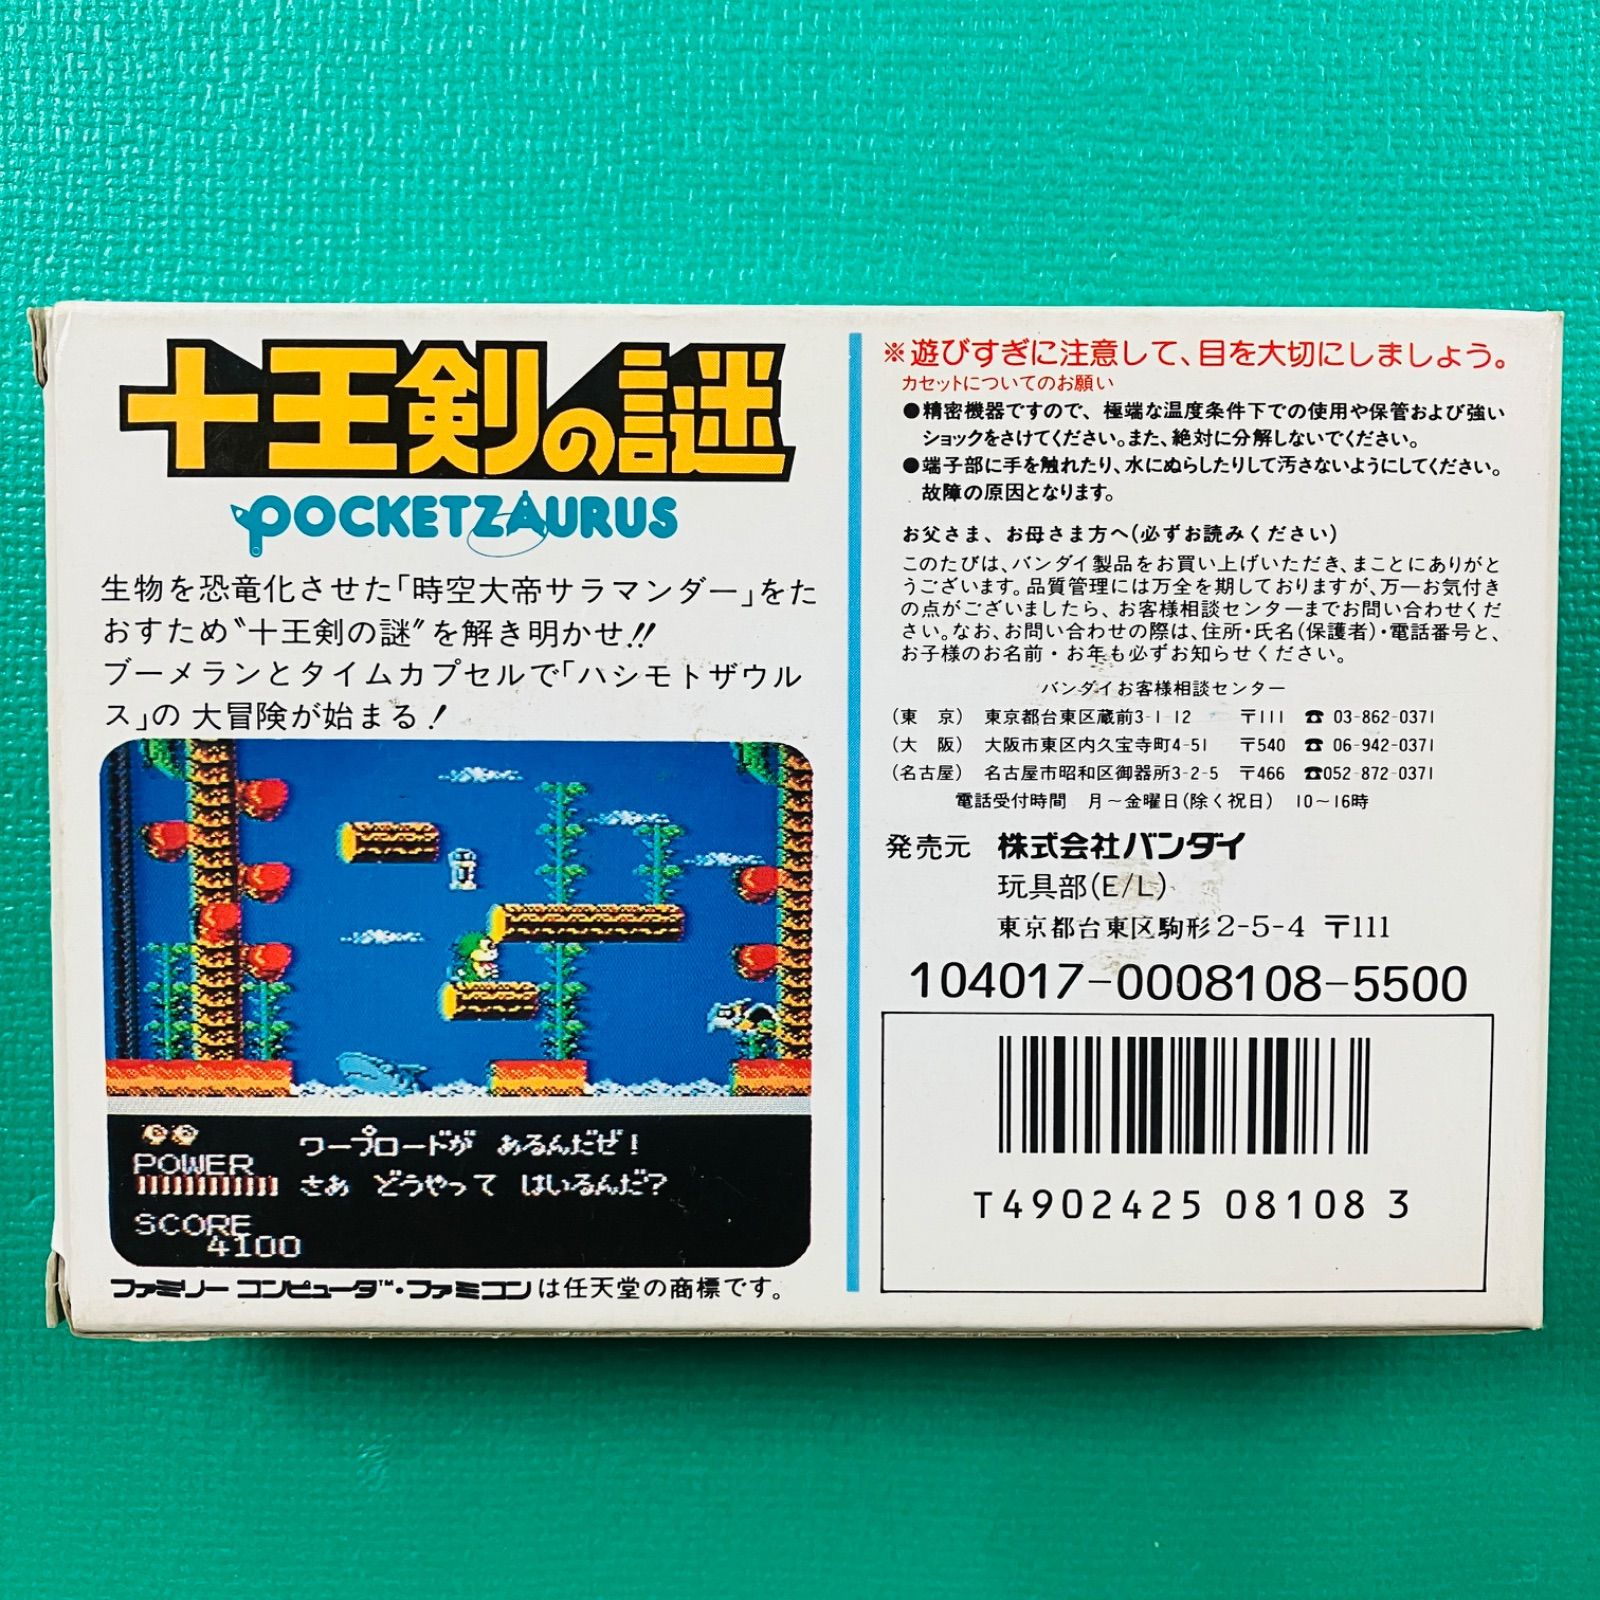 十王剣の謎
POCKETZAURUS
生物を恐竜化させた「時空大帝サラマンダー」をた
おすため〝十王剣の謎〟を解き明かせ!!
ブーメランとタイムカプセルで「ハシモトザウル
ス」の大冒険が始まる!
ワープロードが あるんだぜ!
POWER
さあ どうやって はいるんだ?
SCORE
4100
ファミリーコンピュータ™・ファミコンは任天堂の商標です。
※遊びすぎに注意して、目を大切にしましょう。
カセットについてのお願い
●精密機器ですので、極端な温度条件下での使用や保管および強い
ショックをさけてください。また、絶対に分解しないでください。
●端子部に手を触れたり、水にぬらしたりして汚さないようにしてください。
故障の原因となります。
お父さま、お母さま方へ(必ずお読みください)
このたびは、バンダイ製品をお買い上げいただき、まことにありがと
うございます。品質管理には万全を期しておりますが、万一お気付き
の点がございましたら、お客様相談センターまでお問い合わせくだ
さい。なお、お問い合わせの際は、住所・氏名(保護者)・電話番号と、
お子様のお名前・お年も必ずお知らせください。
バンダイお客様相談センター
(東 京) 東京都台東区蔵前3-1-12 〒111 ☎ 03-862-0371
(大 阪) 大阪市東区内久宝寺町4-51 〒540 ☎ 06-942-0371
(名古屋) 名古屋市昭和区御器所3-2-5 〒466 ☎052-872-0371
電話受付時間 月~金曜日(除く祝日) 10~16時
発売元 株式会社バンダイ
玩具部(E/L)
東京都台東区駒形2-5-4 〒111
104017-0008108-5500
T4902425 08108 3